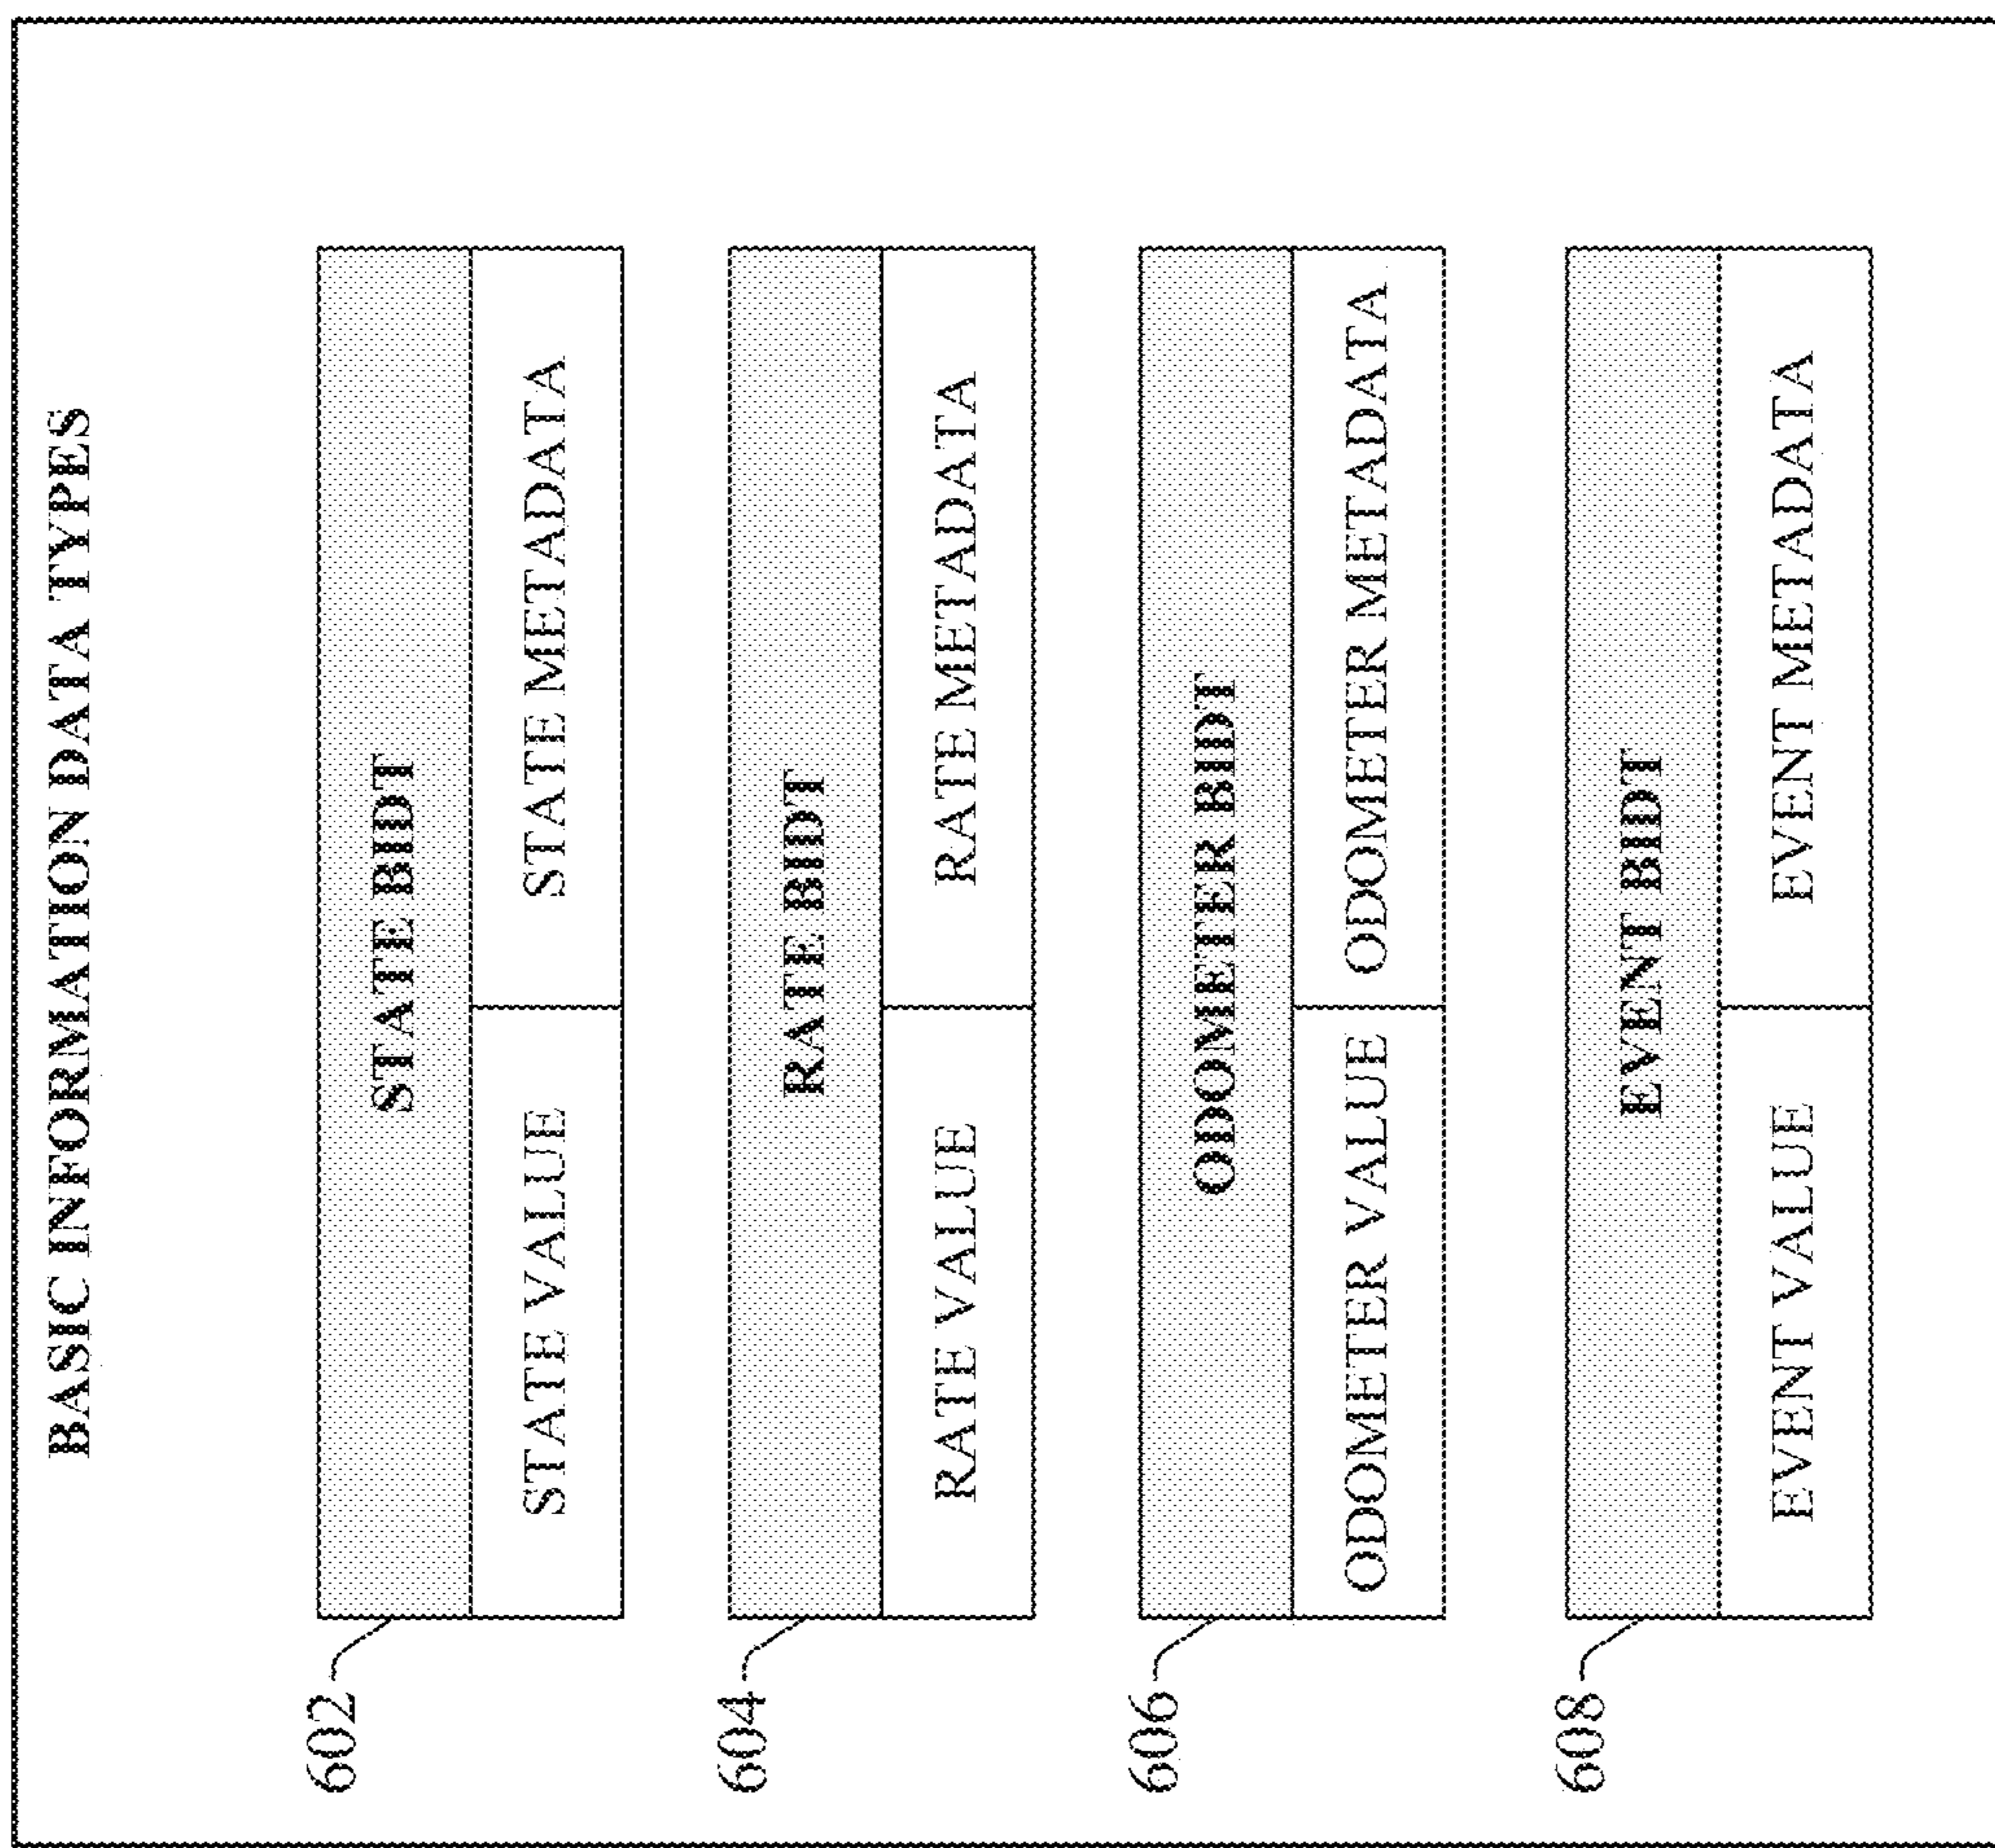 BASIC INFORMATION DATA TYPES
602
STATE BIDT
STATE VALUE
STATE METADATA
604
RATE BIDT
RATE VALUE
RATE METADATA
606
ODOMETER BIDT
ODOMETER VALUE
ODOMETER METADATA
608
EVENT BIDT
EVENT VALUE
EVENT METADATA